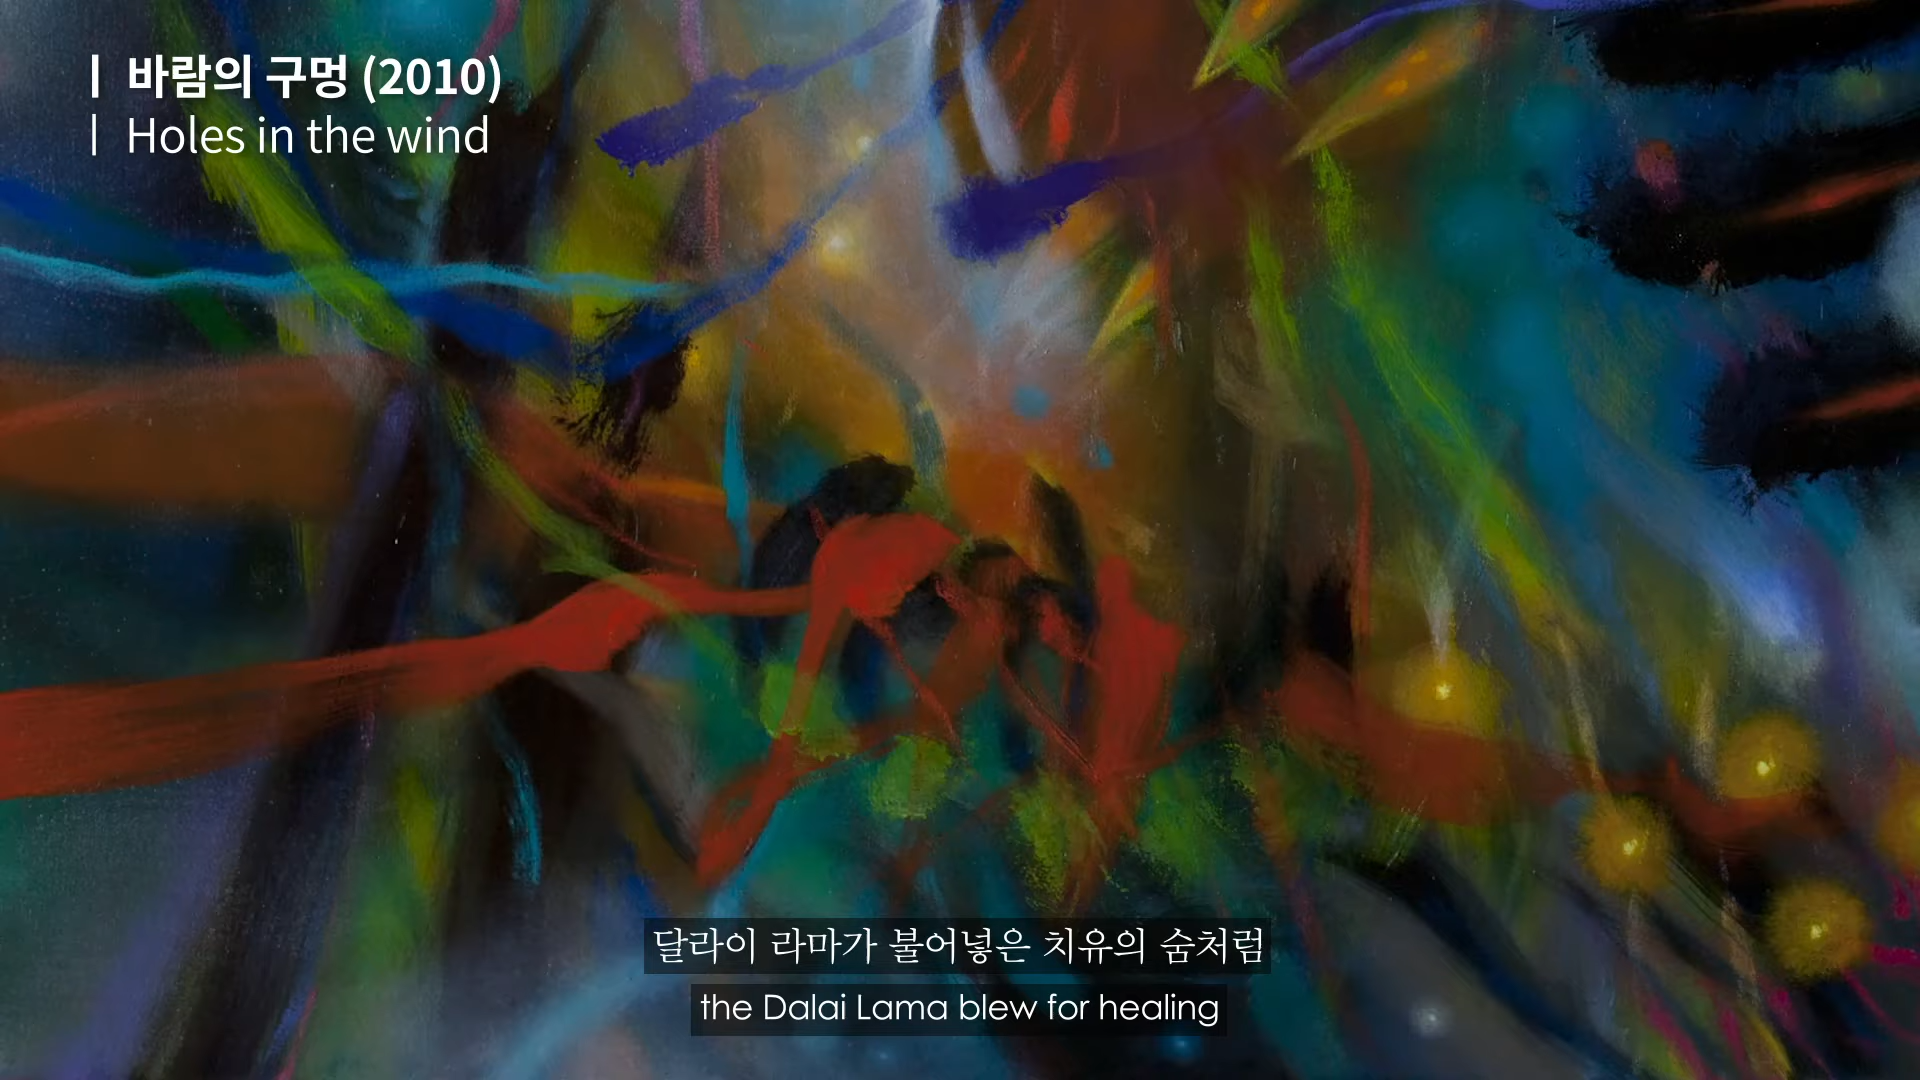 바람의 구멍 (2010)
Holes in the wind
달라이 라마가 불어넣은 치유의 숨처럼
the Dalai Lama blew for healing